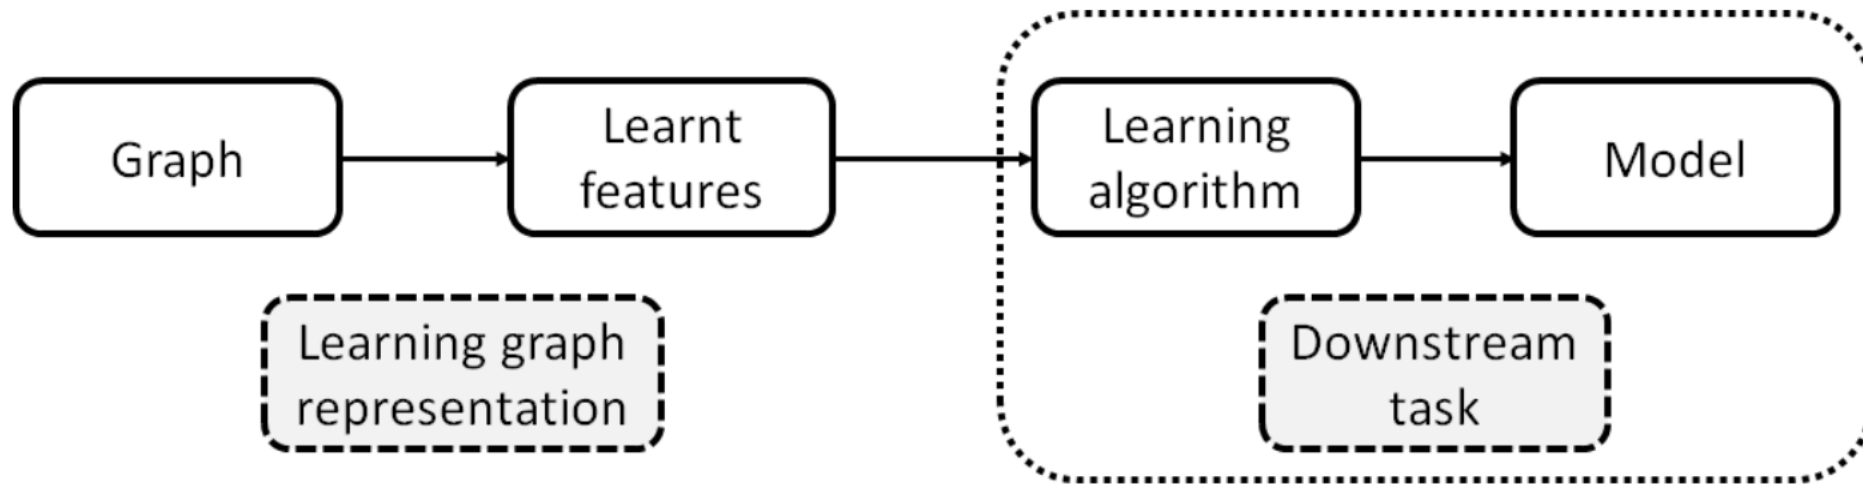 Graph
Learnt
features
Learning
algorithm
Model
Learning graph
representation
Downstream
task